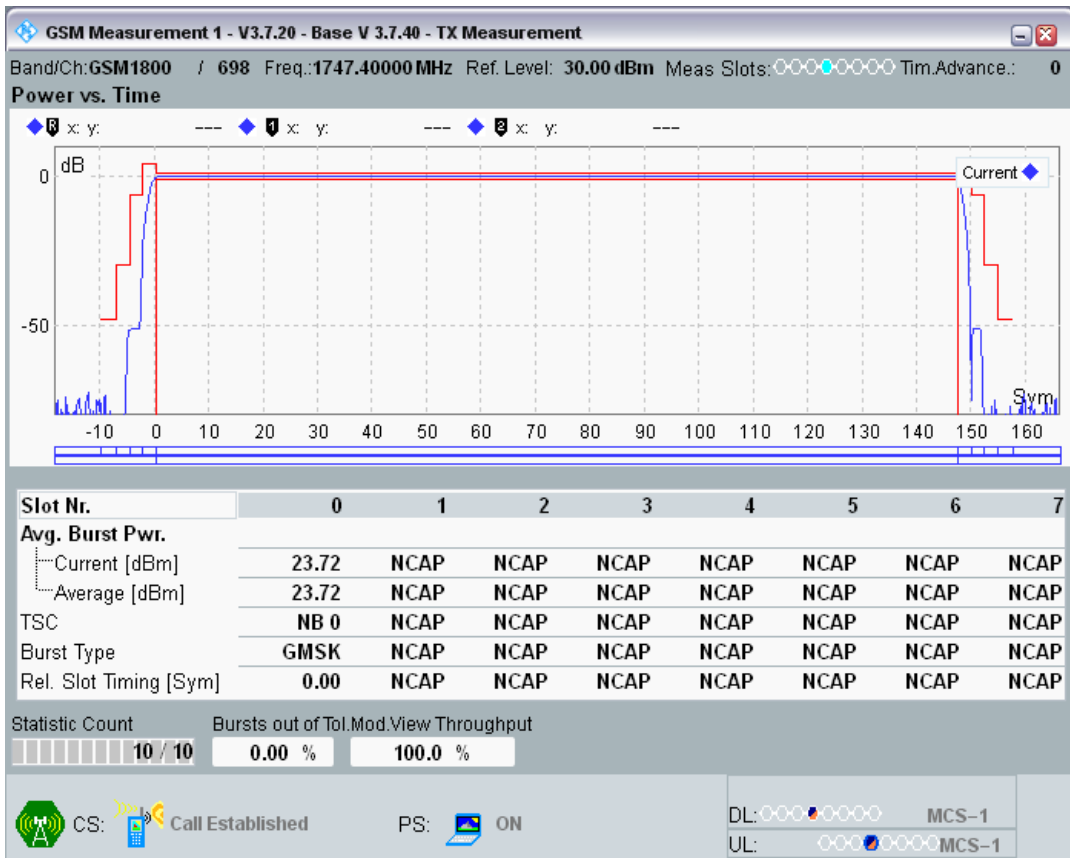 GSM Measurement 1 - V3.7.20 - Base V 3.7.40 - TX Measurement
Band/Ch:GSM1800 / 698 Freq.:1747.40000 MHz Ref. Level: 30.00 dBm Meas Slots: Tim.Advance.: 0
Power vs. Time
R x: y: --- 1 x: y: --- 2 x: y: ---
dB
Current
0
-50
Sym
-10 0 10 20 30 40 50 60 70 80 90 100 110 120 130 140 150 160
Slot Nr. 0 1 2 3 4 5 6 7
Avg. Burst Pwr.
Current [dBm] 23.72 NCAP NCAP NCAP NCAP NCAP NCAP NCAP
Average [dBm] 23.72 NCAP NCAP NCAP NCAP NCAP NCAP NCAP
TSC NB 0 NCAP NCAP NCAP NCAP NCAP NCAP NCAP
Burst Type GMSK NCAP NCAP NCAP NCAP NCAP NCAP NCAP
Rel. Slot Timing [Sym] 0.00 NCAP NCAP NCAP NCAP NCAP NCAP NCAP
Statistic Count Bursts out of Tol.Mod.View Throughput
10 / 10 0.00 % 100.0 %
CS: Call Established PS: ON
DL: MCS-1
UL: MCS-1